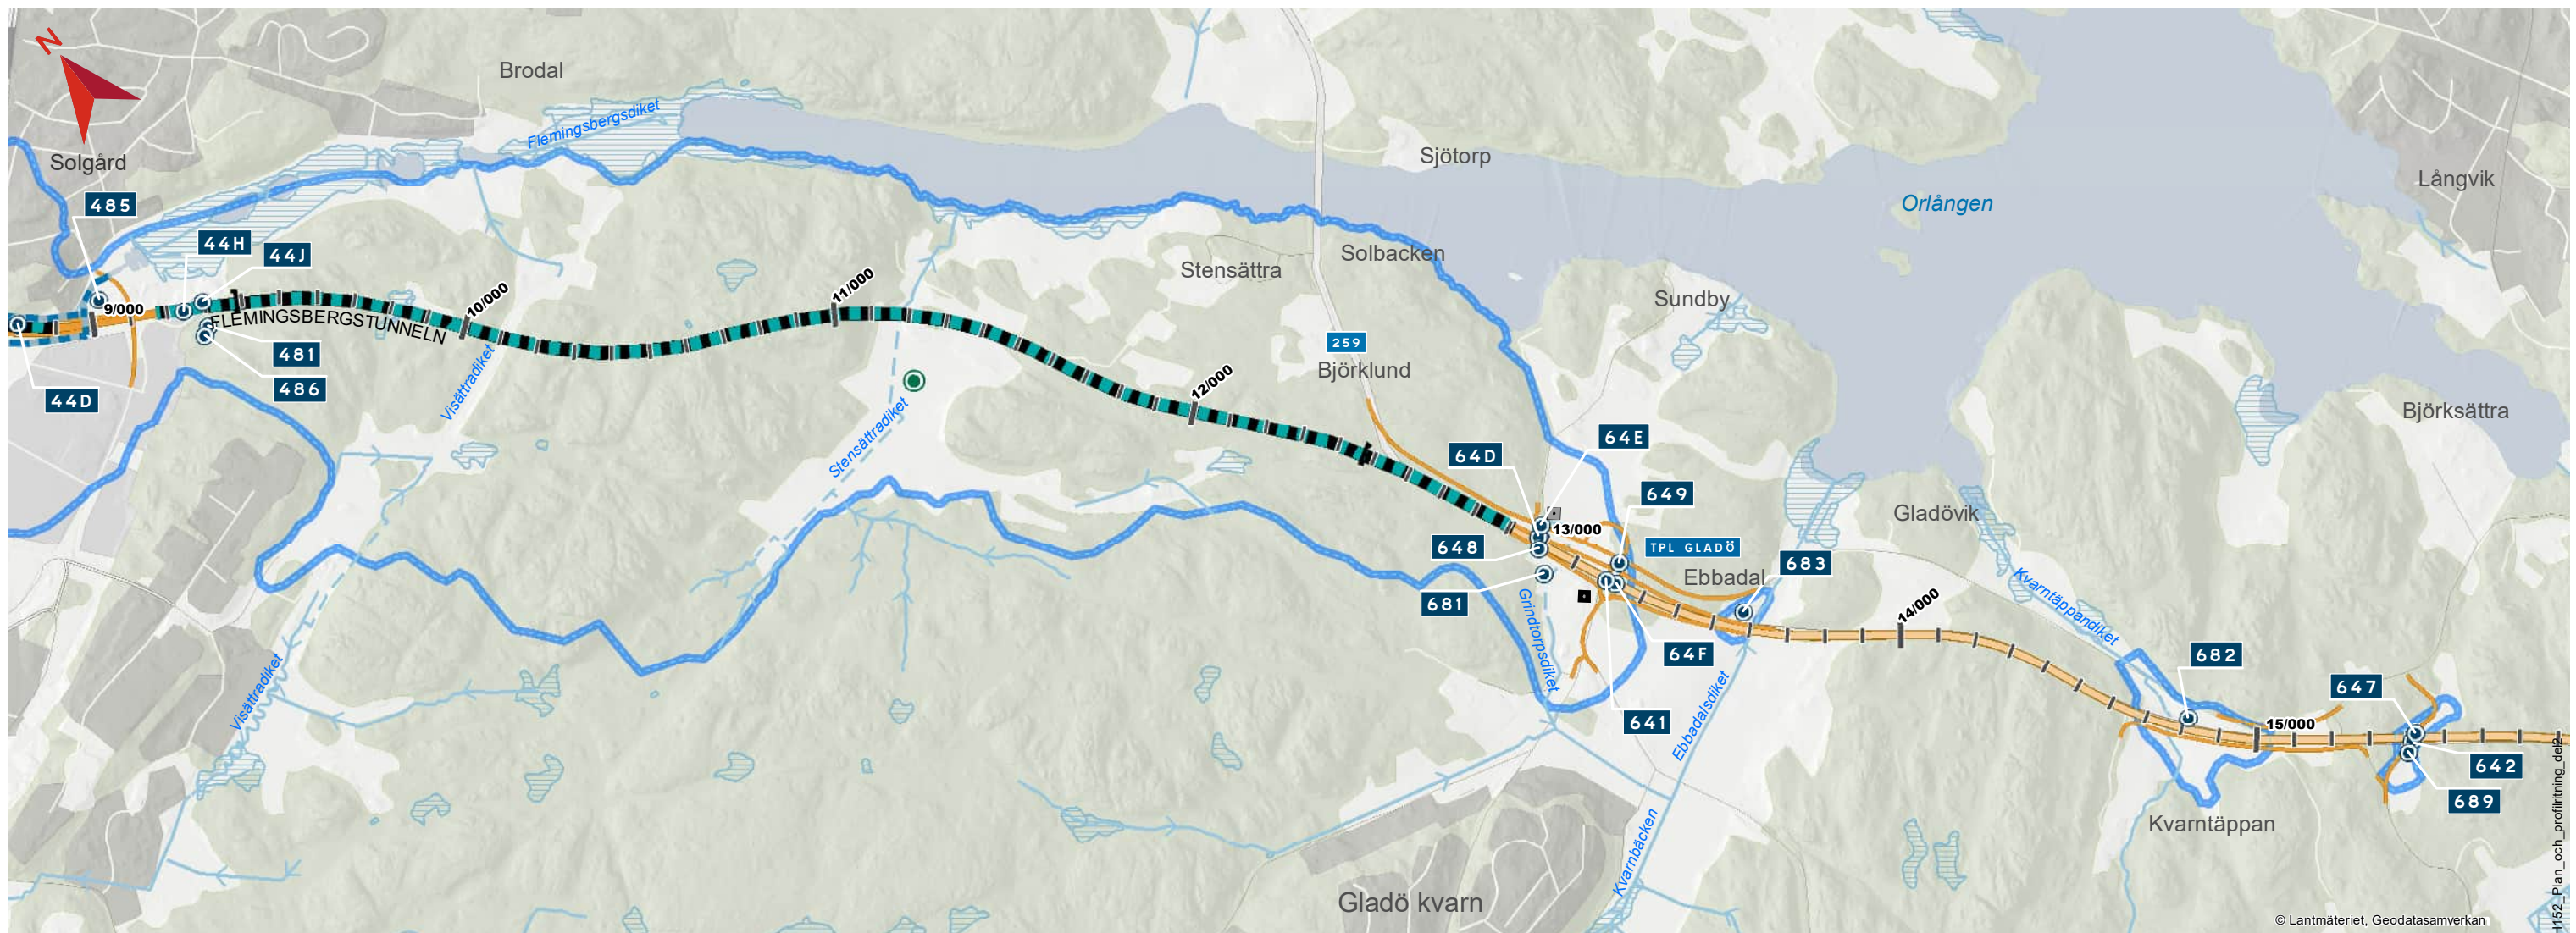 N
Brodal
Flemingsbergsdiket
Solgård
485
44H
44J
9/000
FLEMINGSBERGSTUNNELN
10/000
11/000
481
486
44D
Visättradiket
Stensättradiket
Visättradiket
Sjötorp
Orlången
Långvik
Solbacken
Stensättra
Sundby
259
Björklund
12/000
Björksättra
64D
64E
649
Gladövik
13/000
648
TPL GLADÖ
683
Ebbadal
681
Grindtorpsdiket
14/000
Kvarntäppandiket
64F
682
641
647
Ebbadalsdiket
15/000
642
689
Kvarnbäcken
Kvarntäppan
Gladö kvarn
H152_Plan_och_profilritning_del2
© Lantmäteriet, Geodatasamverkan